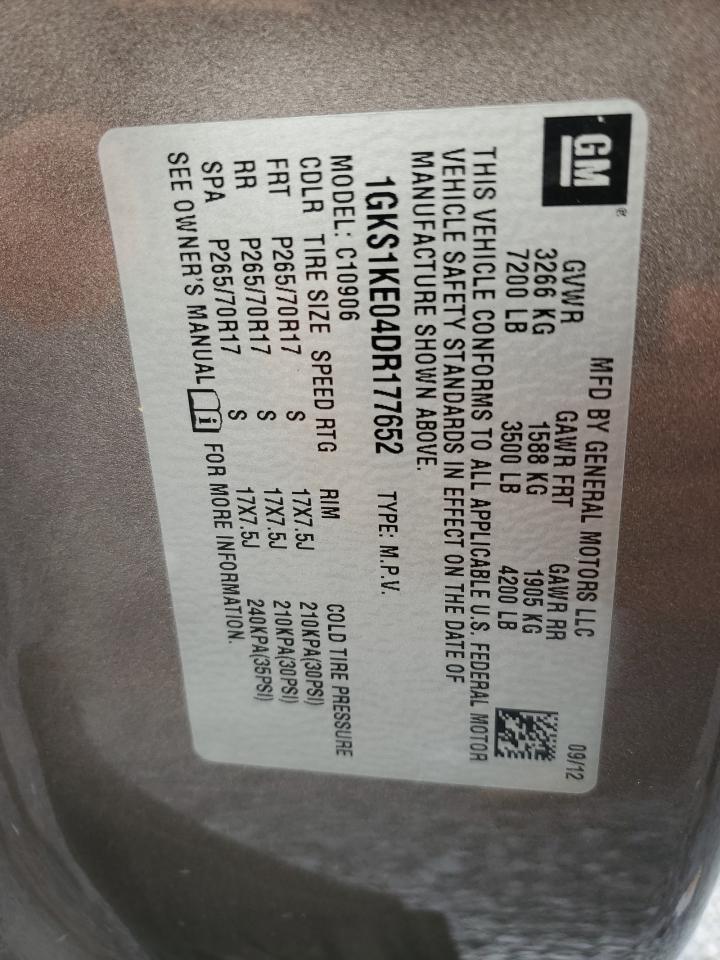 GM®
MFD BY GENERAL MOTORS LLC 09/12
GVWR GAWR FRT GAWR RR
3266 KG 1588 KG 1905 KG
7200 LB 3500 LB 4200 LB
THIS VEHICLE CONFORMS TO ALL APPLICABLE U.S. FEDERAL MOTOR
VEHICLE SAFETY STANDARDS IN EFFECT ON THE DATE OF
MANUFACTURE SHOWN ABOVE.
1GKS1KE04DR177652 TYPE: M.P.V.
MODEL: C10906
CDLR TIRE SIZE SPEED RTG RIM COLD TIRE PRESSURE
FRT P265/70R17 S 17X7.5J 210KPA(30PSI)
RR P265/70R17 S 17X7.5J 210KPA(30PSI)
SPA P265/70R17 S 17X7.5J 240KPA(35PSI)
SEE OWNER'S MANUAL i FOR MORE INFORMATION.